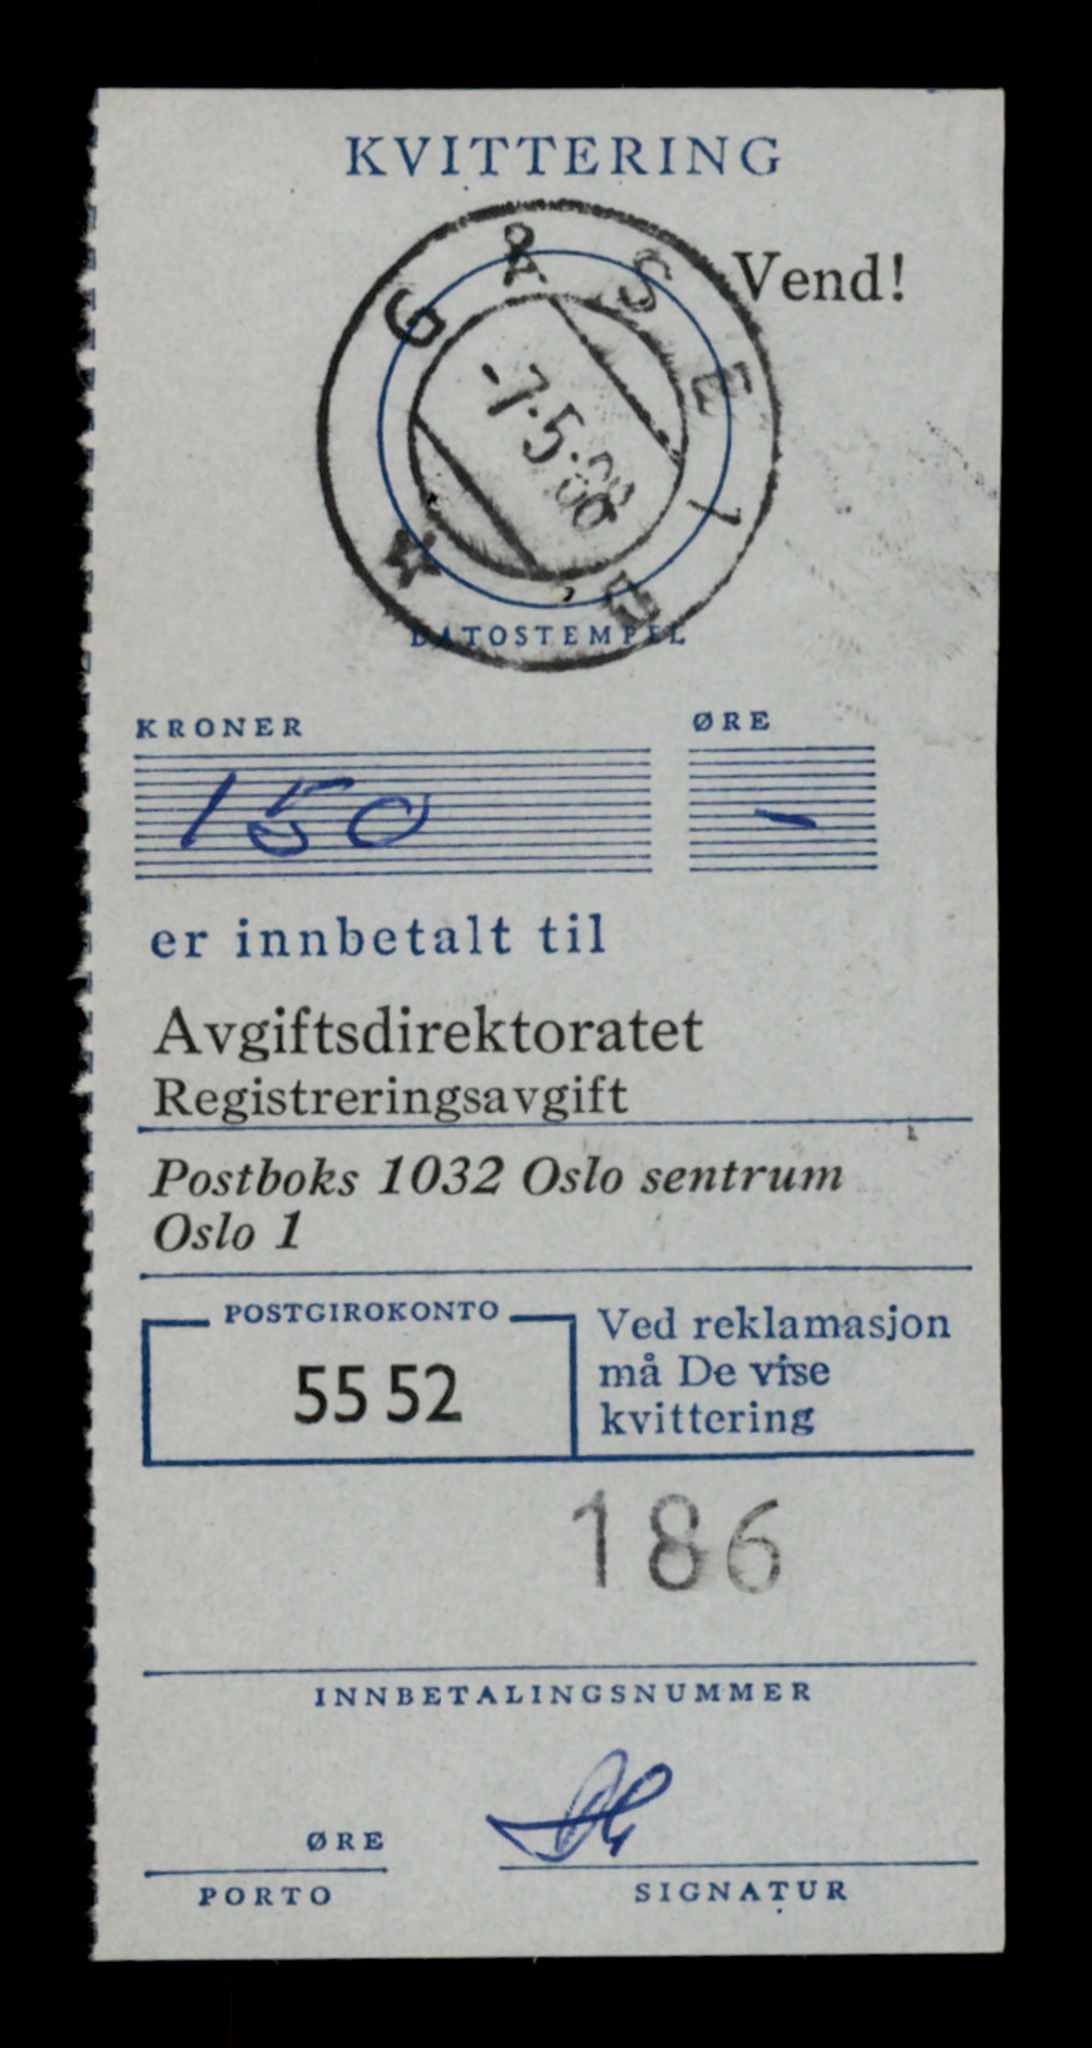 KVITTERING
Vend!
GÅSEID
DATOSTEMPEL
KRONER ØRE
150 -
er innbetalt til
Avgiftsdirektoratet
Registreringsavgift
Postboks 1032 Oslo sentrum
Oslo 1
POSTGIROKONTO
55 52
Ved reklamasjon
må De vise
kvittering
186
INNBETALINGSNUMMER
ØRE
PORTO
SIGNATUR